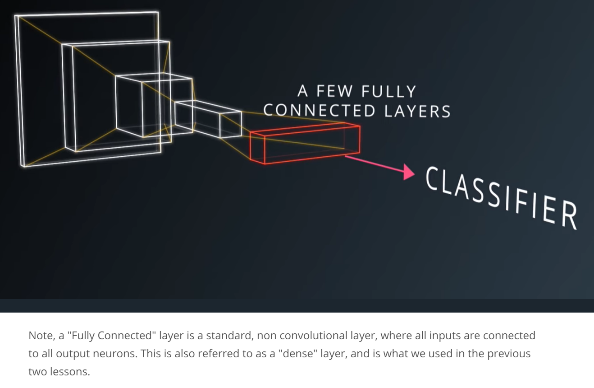 A FEW FULLY
CONNECTED LAYERS
CLASSIFIER
Note, a "Fully Connected" layer is a standard, non convolutional layer, where all inputs are connected
to all output neurons. This is also referred to as a "dense" layer, and is what we used in the previous
two lessons.